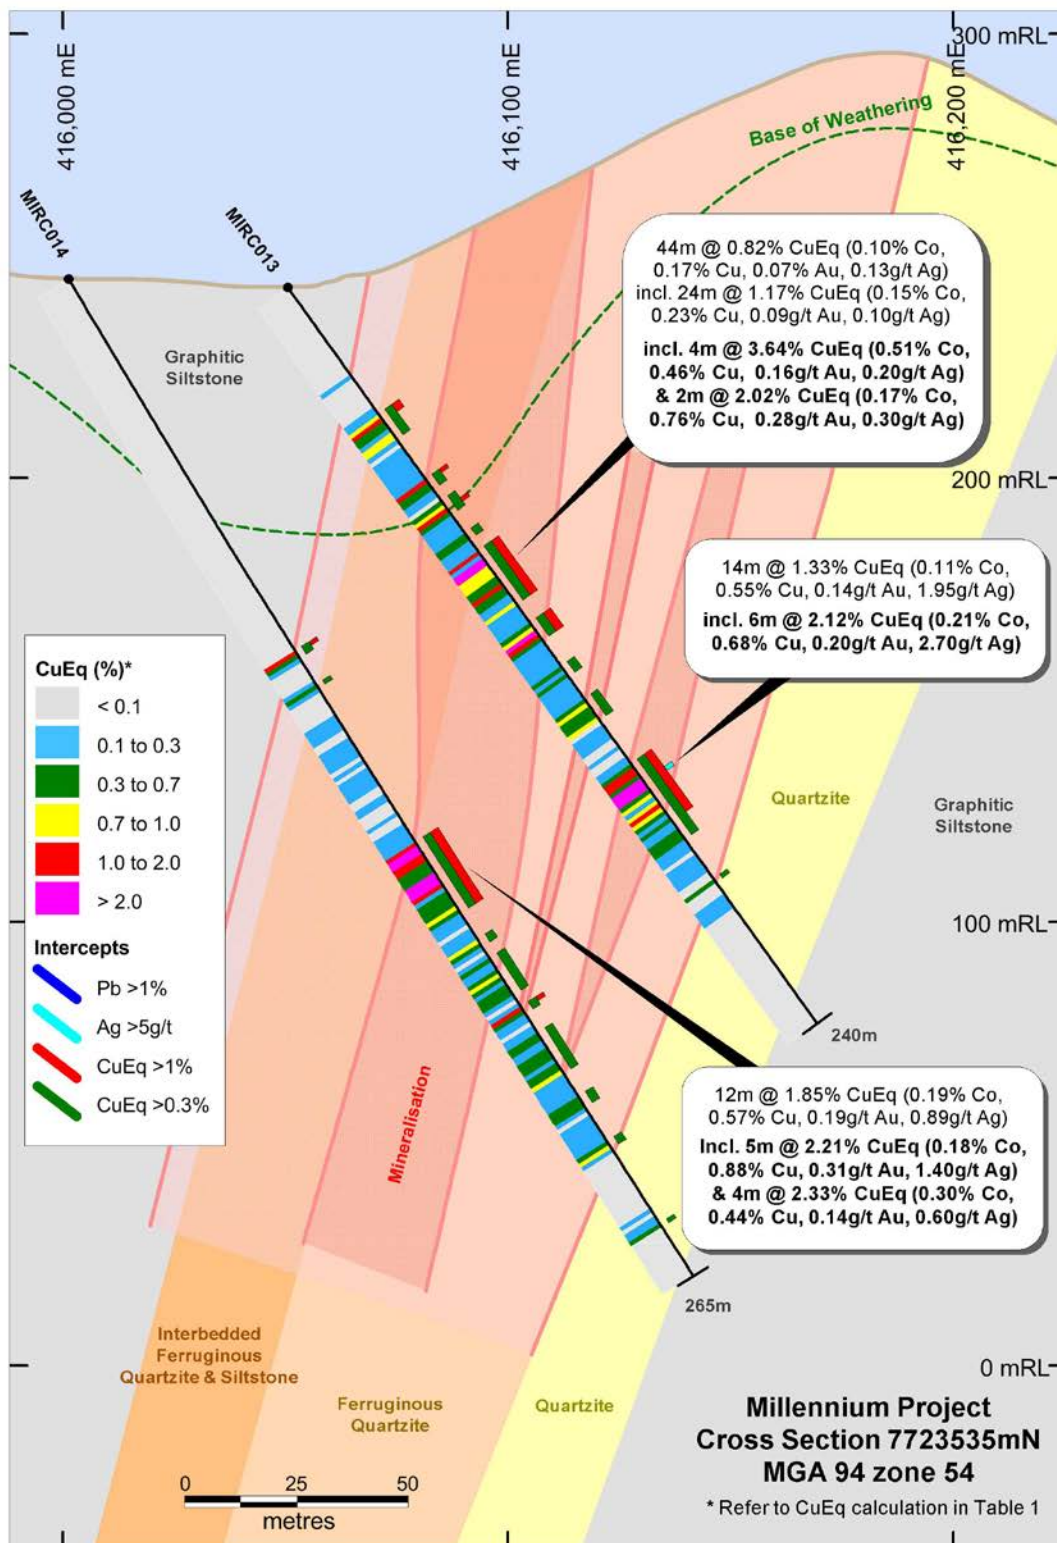 416,000 mE
416,100 mE
416,200 mE
300 mRL
Base of Weathering
MIRC014
MIRC013
44m @ 0.82% CuEq (0.10% Co,
0.17% Cu, 0.07% Au, 0.13g/t Ag)
incl. 24m @ 1.17% CuEq (0.15% Co,
0.23% Cu, 0.09g/t Au, 0.10g/t Ag)
incl. 4m @ 3.64% CuEq (0.51% Co,
0.46% Cu, 0.16g/t Au, 0.20g/t Ag)
& 2m @ 2.02% CuEq (0.17% Co,
0.76% Cu, 0.28g/t Au, 0.30g/t Ag)
Graphitic
Siltstone
200 mRL
14m @ 1.33% CuEq (0.11% Co,
0.55% Cu, 0.14g/t Au, 1.95g/t Ag)
incl. 6m @ 2.12% CuEq (0.21% Co,
0.68% Cu, 0.20g/t Au, 2.70g/t Ag)
CuEq (%)*
< 0.1
0.1 to 0.3
0.3 to 0.7
0.7 to 1.0
1.0 to 2.0
> 2.0
Intercepts
Pb >1%
Ag >5g/t
CuEq >1%
CuEq >0.3%
Quartzite
Graphitic
Siltstone
100 mRL
240m
Mineralisation
12m @ 1.85% CuEq (0.19% Co,
0.57% Cu, 0.19g/t Au, 0.89g/t Ag)
Incl. 5m @ 2.21% CuEq (0.18% Co,
0.88% Cu, 0.31g/t Au, 1.40g/t Ag)
& 4m @ 2.33% CuEq (0.30% Co,
0.44% Cu, 0.14g/t Au, 0.60g/t Ag)
265m
Interbedded
Ferruginous
Quartzite & Siltstone
Ferruginous
Quartzite
Quartzite
0 mRL
Millennium Project
Cross Section 7723535mN
MGA 94 zone 54
* Refer to CuEq calculation in Table 1
0 25 50
metres